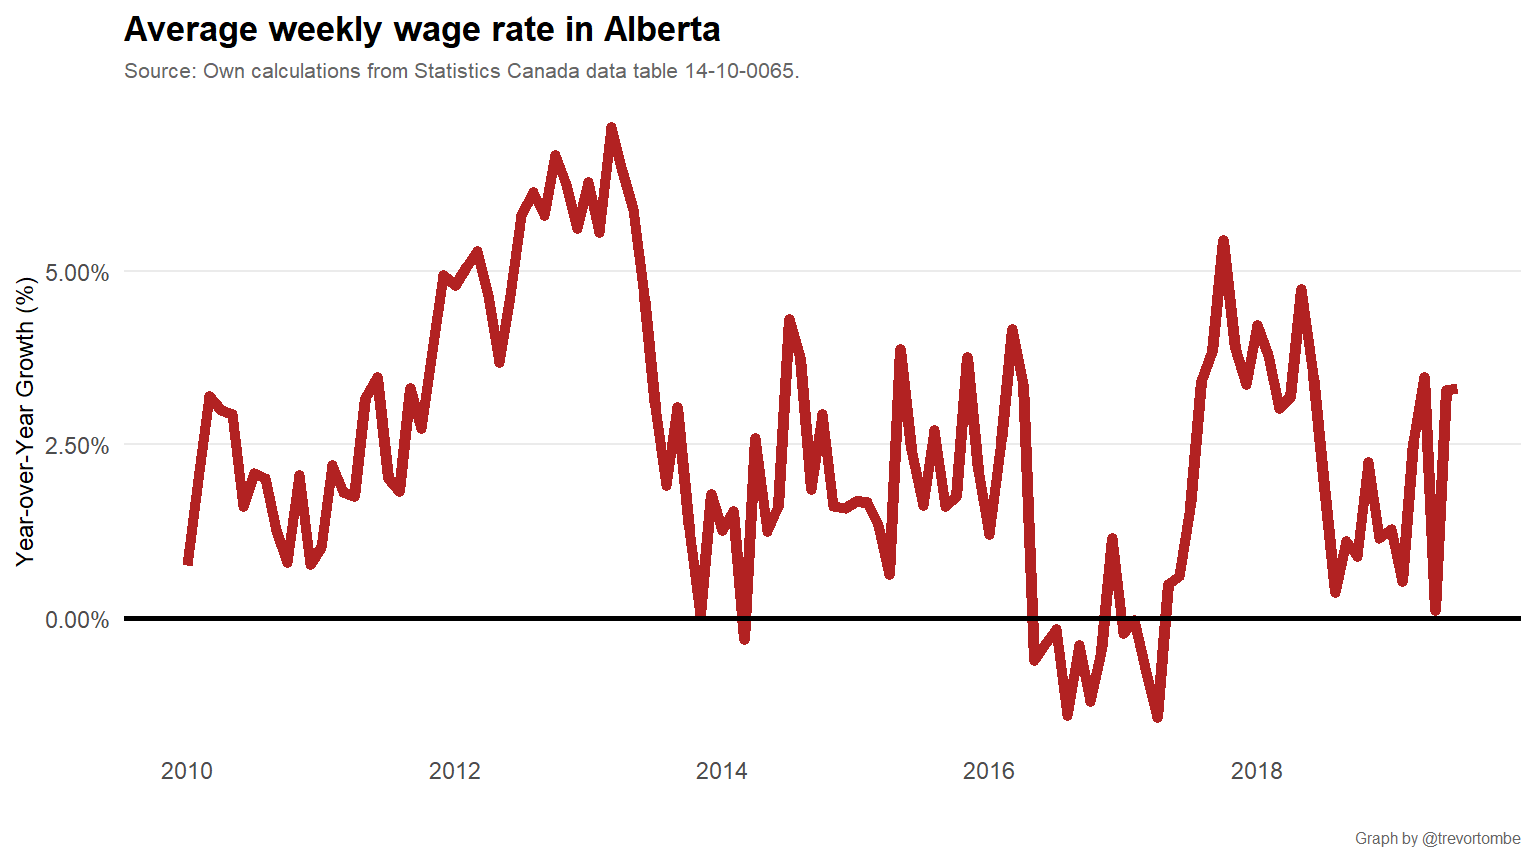 Average weekly wage rate in Alberta
Source: Own calculations from Statistics Canada data table 14-10-0065.
Year-over-Year Growth (%)
5.00%
2.50%
0.00%
2010 2012 2014 2016 2018
Graph by @trevortombe